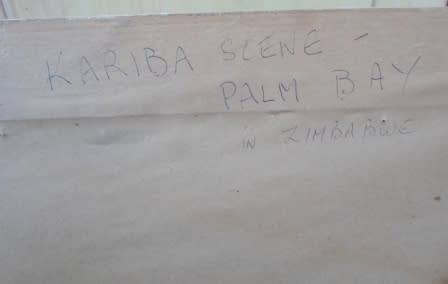 KARIBA SCENE -
PALM BAY
IN ZIMBABWE